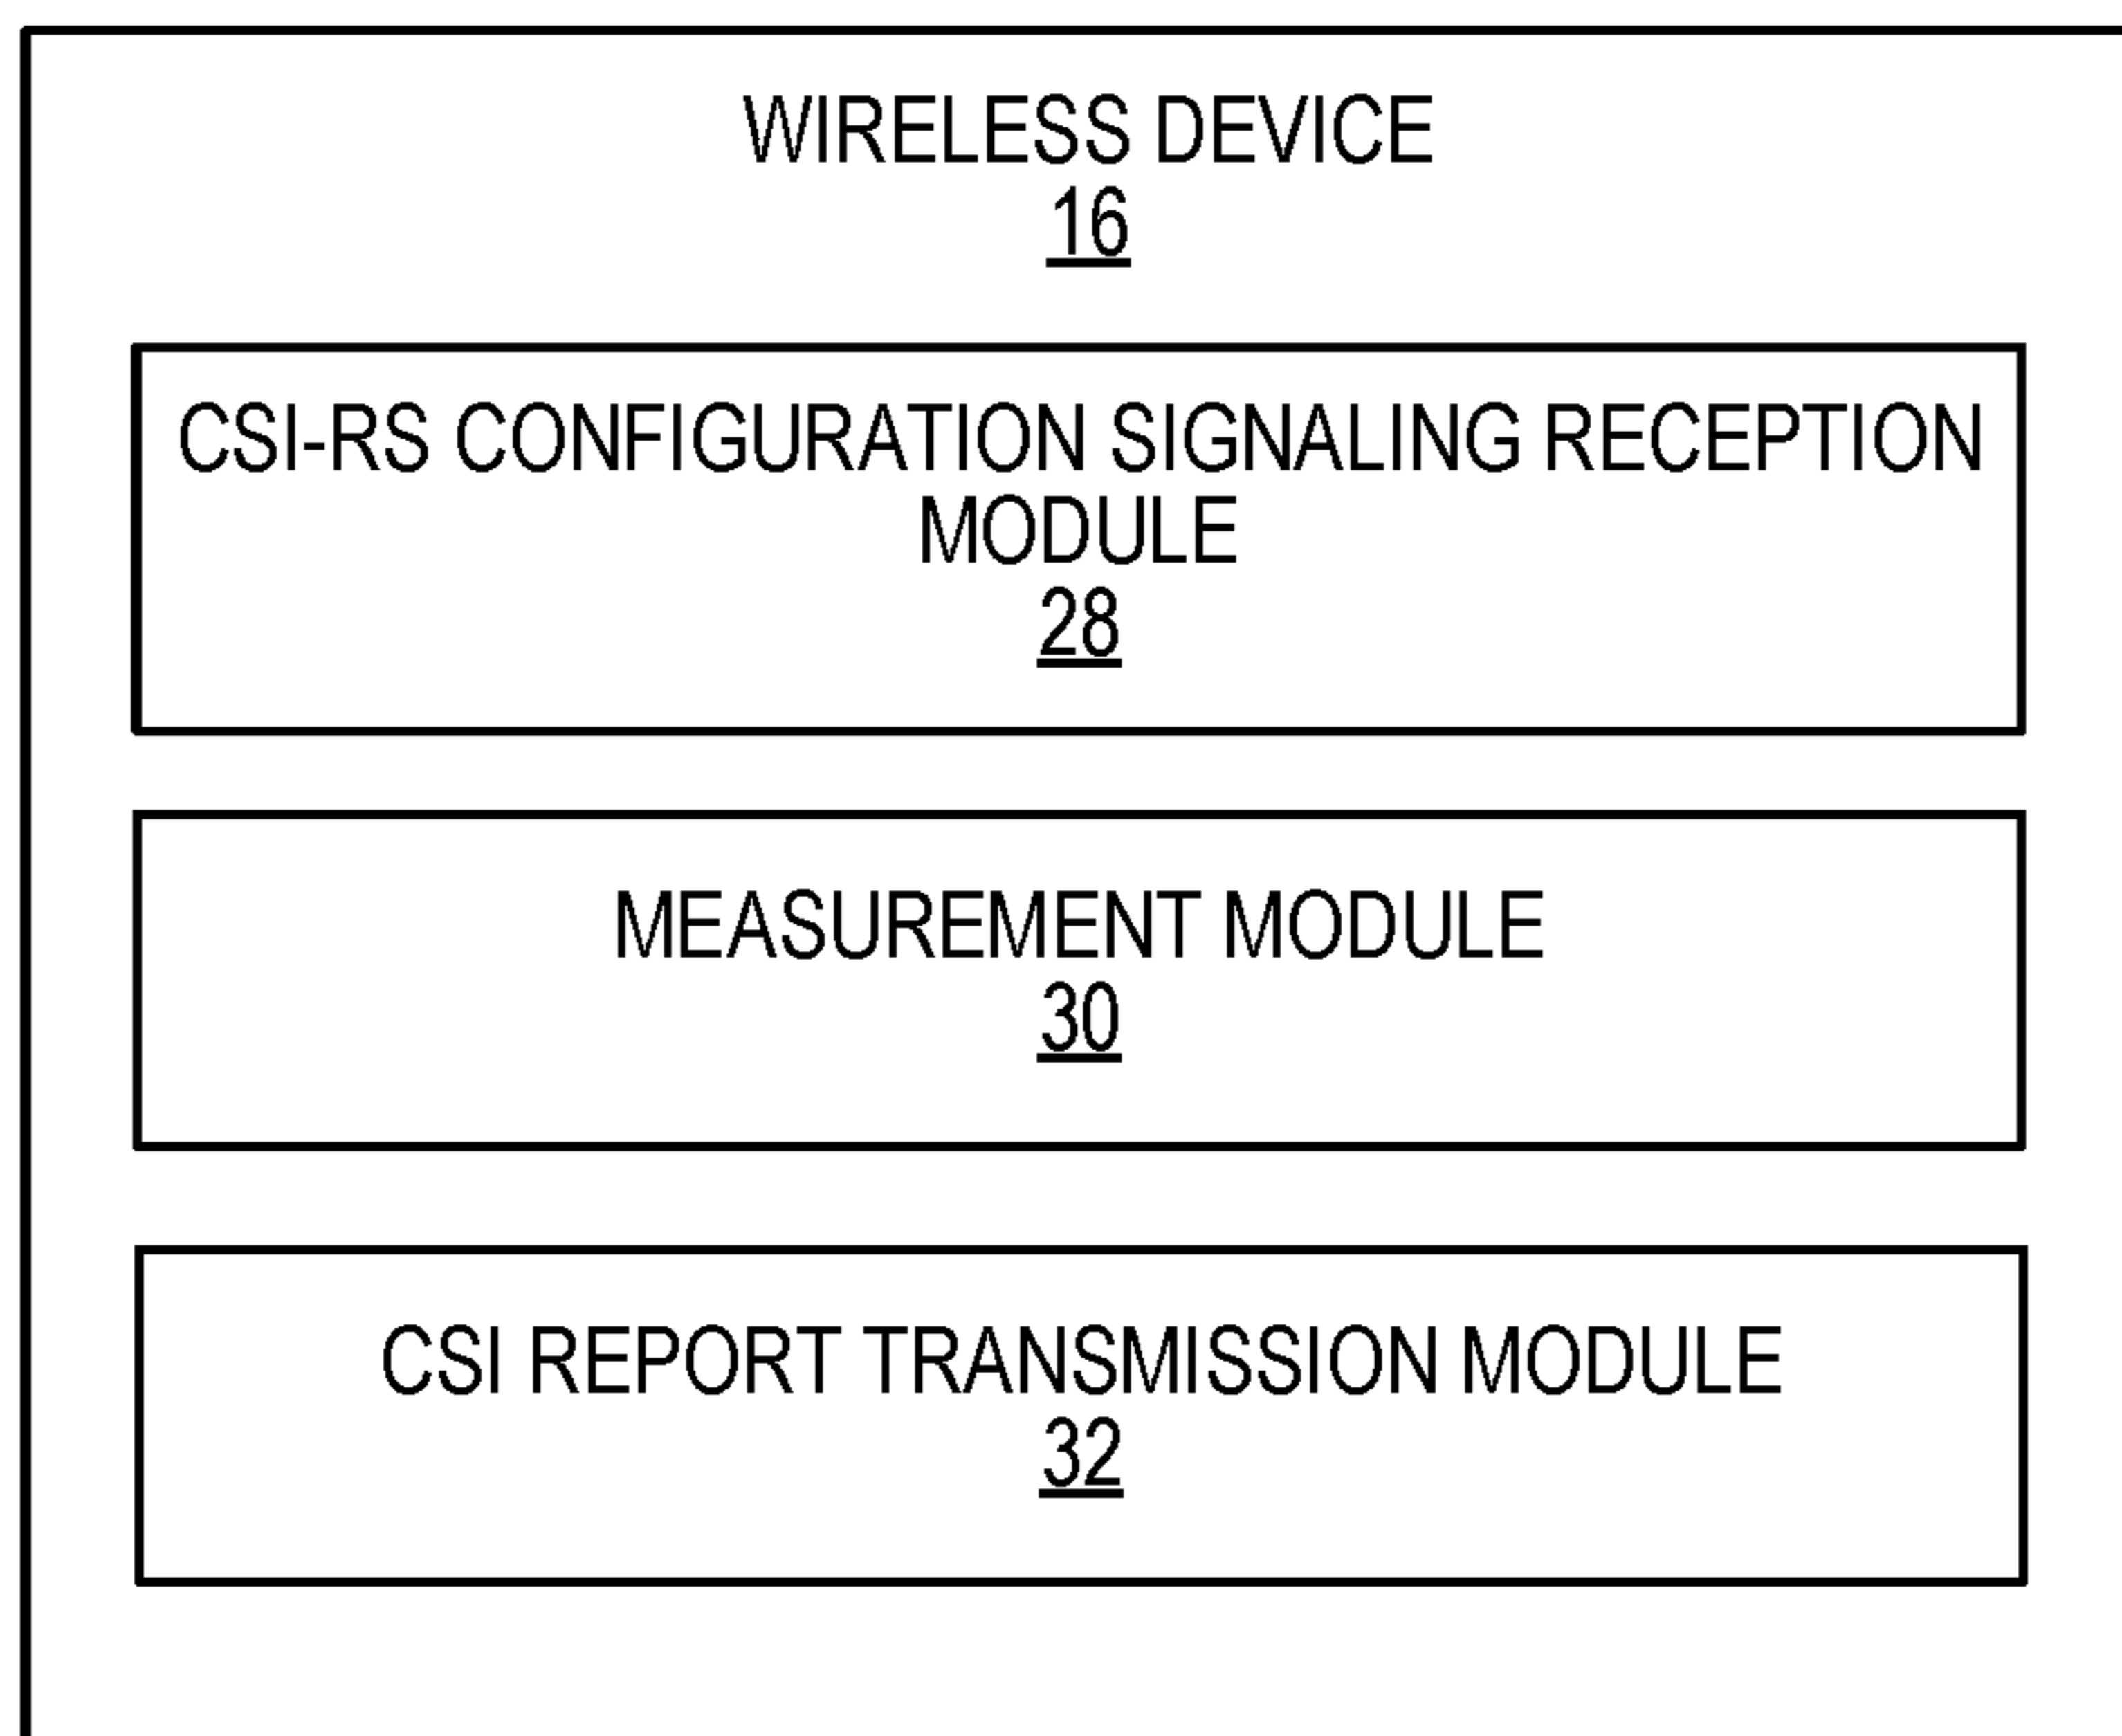 WIRELESS DEVICE
16
CSI-RS CONFIGURATION SIGNALING RECEPTION
MODULE
28
MEASUREMENT MODULE
30
CSI REPORT TRANSMISSION MODULE
32